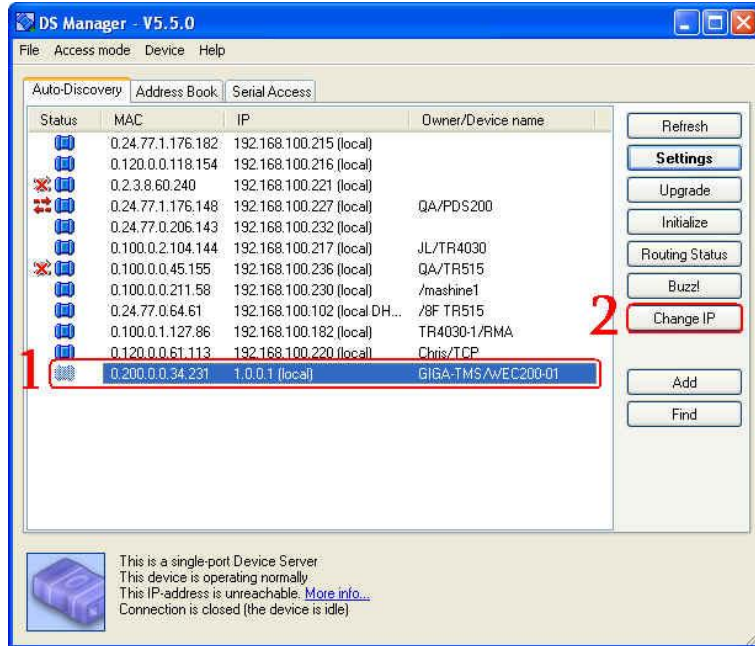 DS Manager - V5.5.0
File Access mode Device Help
Auto-Discovery Address Book Serial Access
Status MAC IP Owner/Device name
0.24.77.1.176.182 192.168.100.215 (local)
0.120.0.0.118.154 192.168.100.216 (local)
0.2.3.8.60.240 192.168.100.221 (local)
0.24.77.1.176.148 192.168.100.227 (local) QA/PDS200
0.24.77.0.206.143 192.168.100.232 (local)
0.100.0.2.104.144 192.168.100.217 (local) JL/TR4030
0.100.0.0.45.155 192.168.100.236 (local) QA/TR515
0.100.0.0.211.58 192.168.100.230 (local) /mashine1
0.24.77.0.64.61 192.168.100.102 (local DH... /8F TR515
0.100.0.1.127.86 192.168.100.182 (local) TR4030-1/RMA
0.120.0.0.61.113 192.168.100.220 (local) Chris/TCP
1 0.200.0.0.34.231 1.0.0.1 (local) GIGA-TMS/WEC200-01
Refresh
Settings
Upgrade
Initialize
Routing Status
Buzz!
2 Change IP
Add
Find
This is a single-port Device Server
This device is operating normally
This IP-address is unreachable. More info...
Connection is closed (the device is idle)